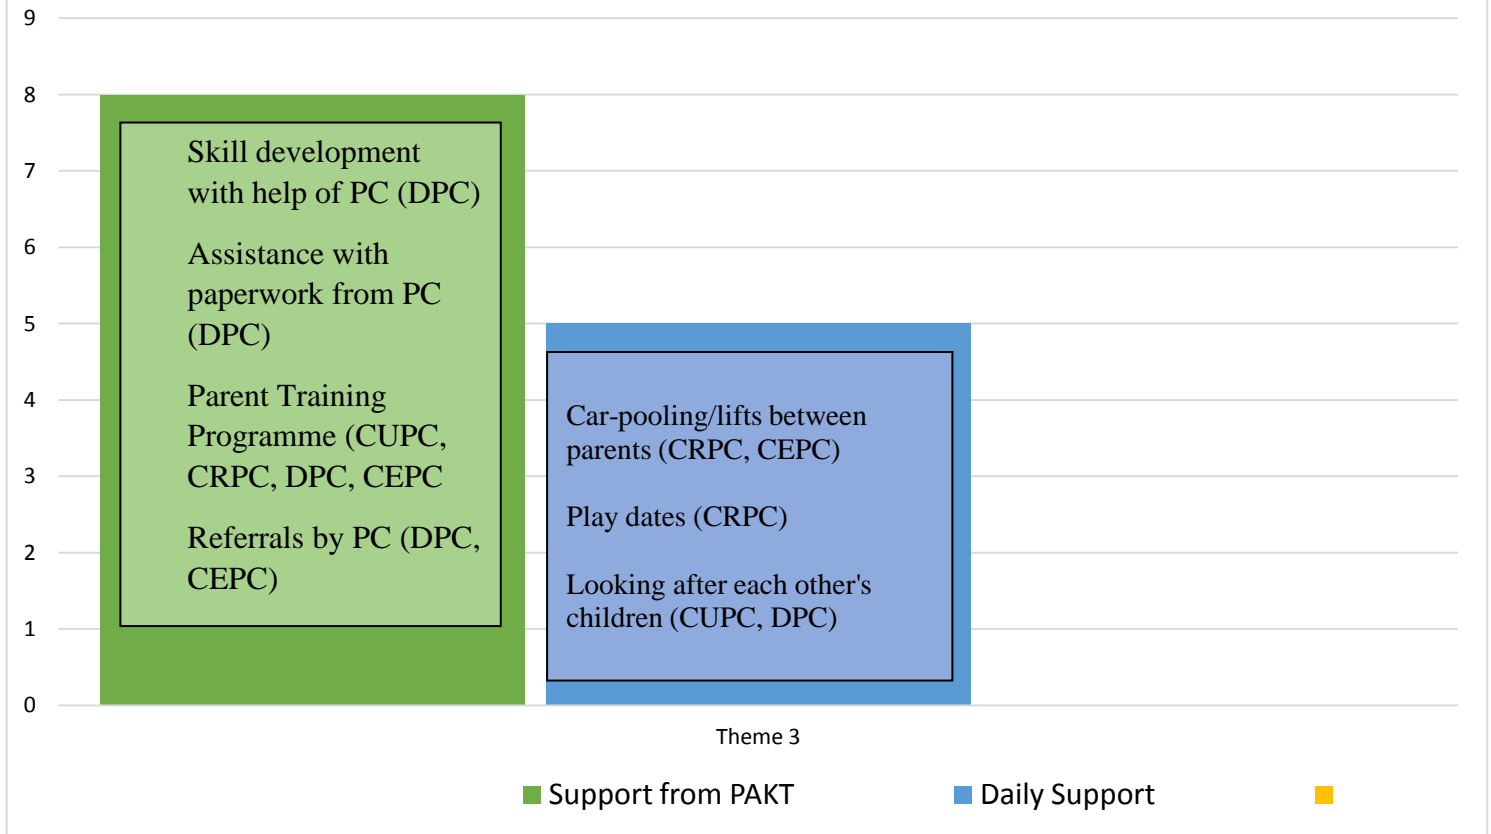 9
8
7
6
5
4
3
2
1
0
Skill development
with help of PC (DPC)
Assistance with
paperwork from PC
(DPC)
Parent Training
Programme (CUPC,
CRPC, DPC, CEPC
Referrals by PC (DPC,
CEPC)
Car-pooling/lifts between
parents (CRPC, CEPC)
Play dates (CRPC)
Looking after each other's
children (CUPC, DPC)
Theme 3
Support from PAKT
Daily Support